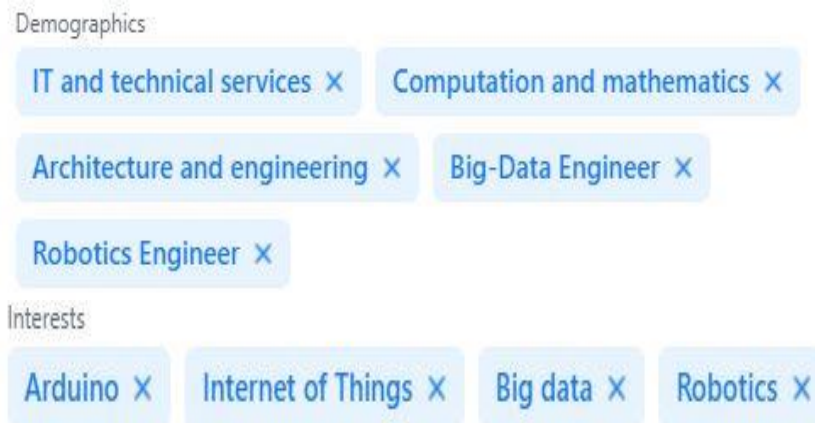 Demographics
IT and technical services × Computation and mathematics ×
Architecture and engineering × Big-Data Engineer ×
Robotics Engineer ×
Interests
Arduino × Internet of Things × Big data × Robotics ×